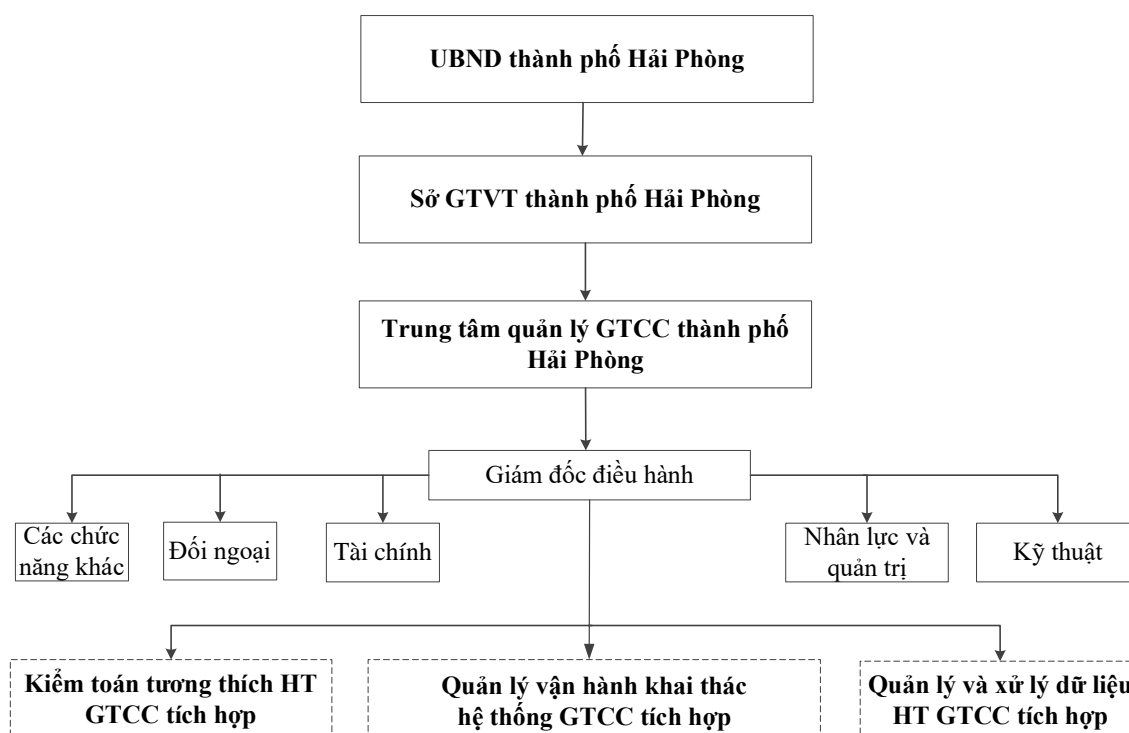 UBND thành phố Hải Phòng
Sở GTVT thành phố Hải Phòng
Trung tâm quản lý GTCC thành phố
Hải Phòng
Giám đốc điều hành
Các chức
năng khác
Đối ngoại
Tài chính
Nhân lực và
quản trị
Kỹ thuật
Kiểm toán tương thích HT
GTCC tích hợp
Quản lý vận hành khai thác
hệ thống GTCC tích hợp
Quản lý và xử lý dữ liệu
HT GTCC tích hợp